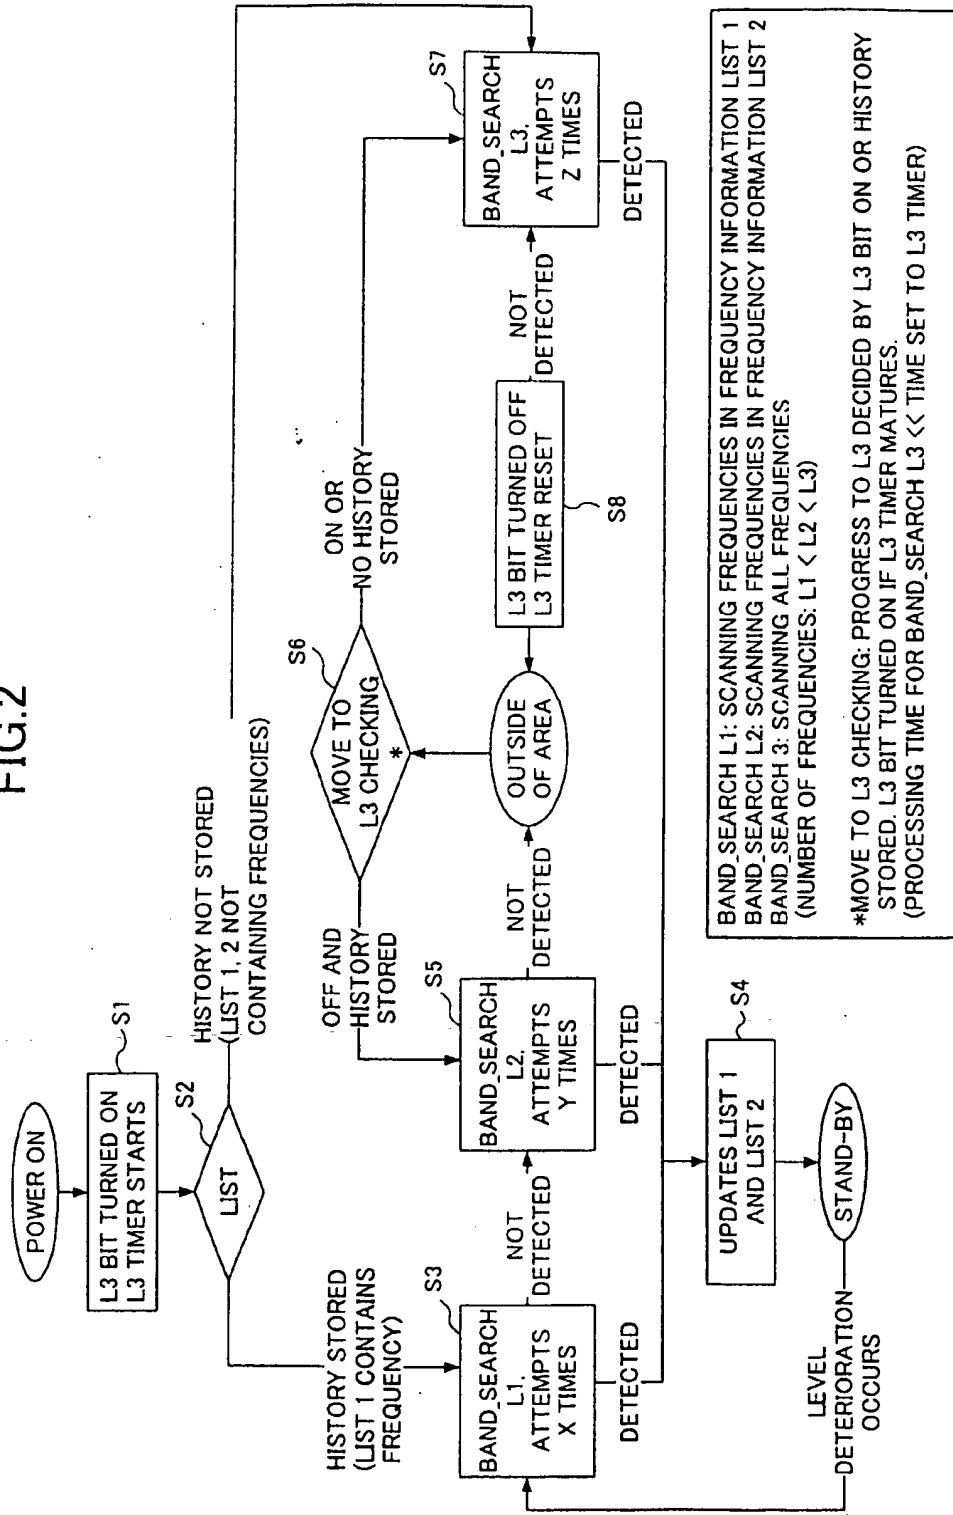 FIG.2
POWER ON
L3 BIT TURNED ON
L3 TIMER STARTS
S1
LIST
S2
HISTORY NOT STORED
(LIST 1, 2 NOT
CONTAINING FREQUENCIES)
HISTORY STORED
(LIST 1 CONTAINS
FREQUENCY)
OFF AND
HISTORY
STORED
MOVE TO
L3 CHECKING
*
S6
ON OR
NO HISTORY
STORED
BAND_SEARCH
L1.
ATTEMPTS
X TIMES
S3
NOT
DETECTED
BAND_SEARCH
L2.
ATTEMPTS
Y TIMES
S5
NOT
DETECTED
OUTSIDE
OF AREA
L3 BIT TURNED OFF
L3 TIMER RESET
S8
NOT
DETECTED
BAND_SEARCH
L3.
ATTEMPTS
Z TIMES
S7
DETECTED
DETECTED
DETECTED
UPDATES LIST 1
AND LIST 2
S4
STAND-BY
LEVEL
DETERIORATION
OCCURS
BAND_SEARCH L1: SCANNING FREQUENCIES IN FREQUENCY INFORMATION LIST 1
BAND_SEARCH L2: SCANNING FREQUENCIES IN FREQUENCY INFORMATION LIST 2
BAND_SEARCH 3: SCANNING ALL FREQUENCIES
(NUMBER OF FREQUENCIES: L1 < L2 < L3)
*MOVE TO L3 CHECKING: PROGRESS TO L3 DECIDED BY L3 BIT ON OR HISTORY
STORED. L3 BIT TURNED ON IF L3 TIMER MATURES.
(PROCESSING TIME FOR BAND_SEARCH L3 << TIME SET TO L3 TIMER)